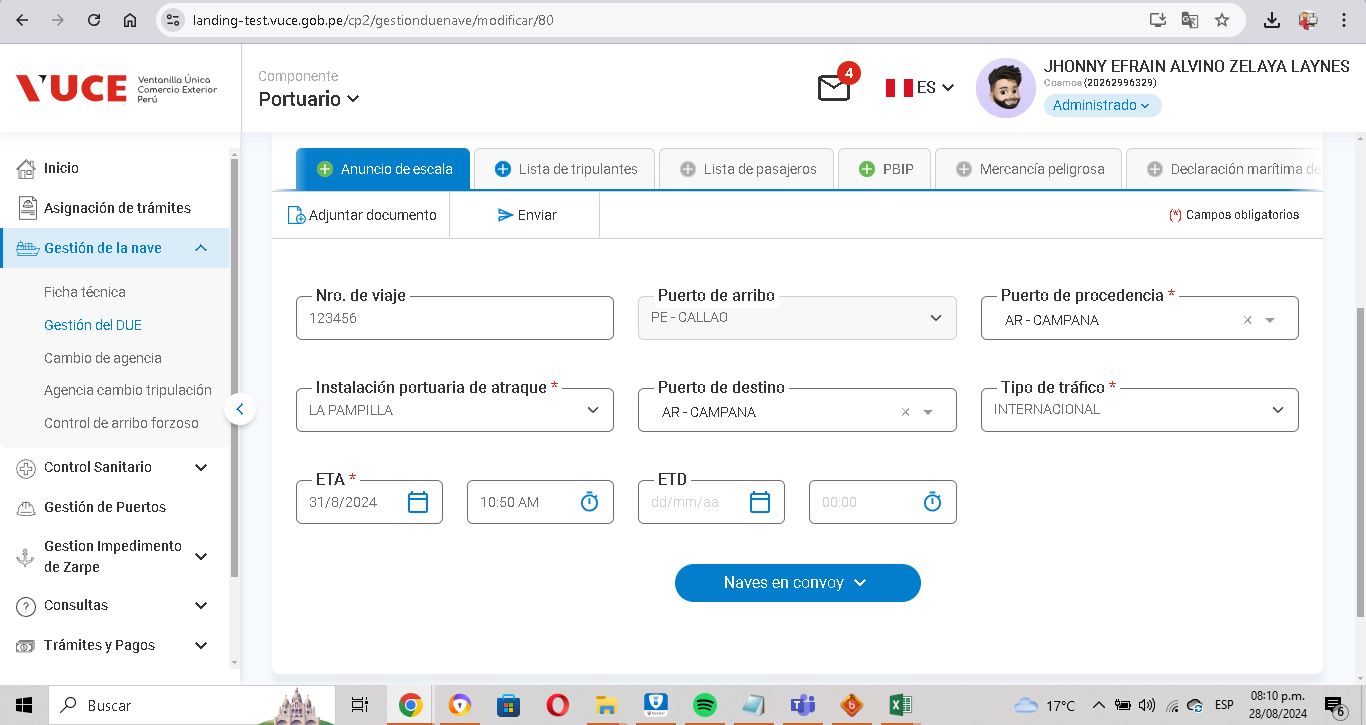 landing-test.vuce.gob.pe/cp2/gestionduenave/modificar/80
VUCE
Ventanilla Única
Comercio Exterior
Perú
Componente
Portuario
4
ES
JHONNY EFRAIN ALVINO ZELAYA LAYNES
Cosmos (20262996329)
Administrado
Inicio
Asignación de trámites
Gestión de la nave
Ficha técnica
Gestión del DUE
Cambio de agencia
Agencia cambio tripulación
Control de arribo forzoso
Control Sanitario
Gestión de Puertos
Gestion Impedimento
de Zarpe
Consultas
Trámites y Pagos
Anuncio de escala
Lista de tripulantes
Lista de pasajeros
PBIP
Mercancía peligrosa
Declaración marítima de
Adjuntar documento
Enviar
(*) Campos obligatorios
Nro. de viaje
123456
Puerto de arribo
PE - CALLAO
Puerto de procedencia *
AR - CAMPANA
Instalación portuaria de atraque *
LA PAMPILLA
Puerto de destino
AR - CAMPANA
Tipo de tráfico *
INTERNACIONAL
ETA *
31/8/2024
10:50 AM
ETD
dd/mm/aa
00:00
Naves en convoy
Buscar
17°C
ESP
08:10 p.m.
28/08/2024
6